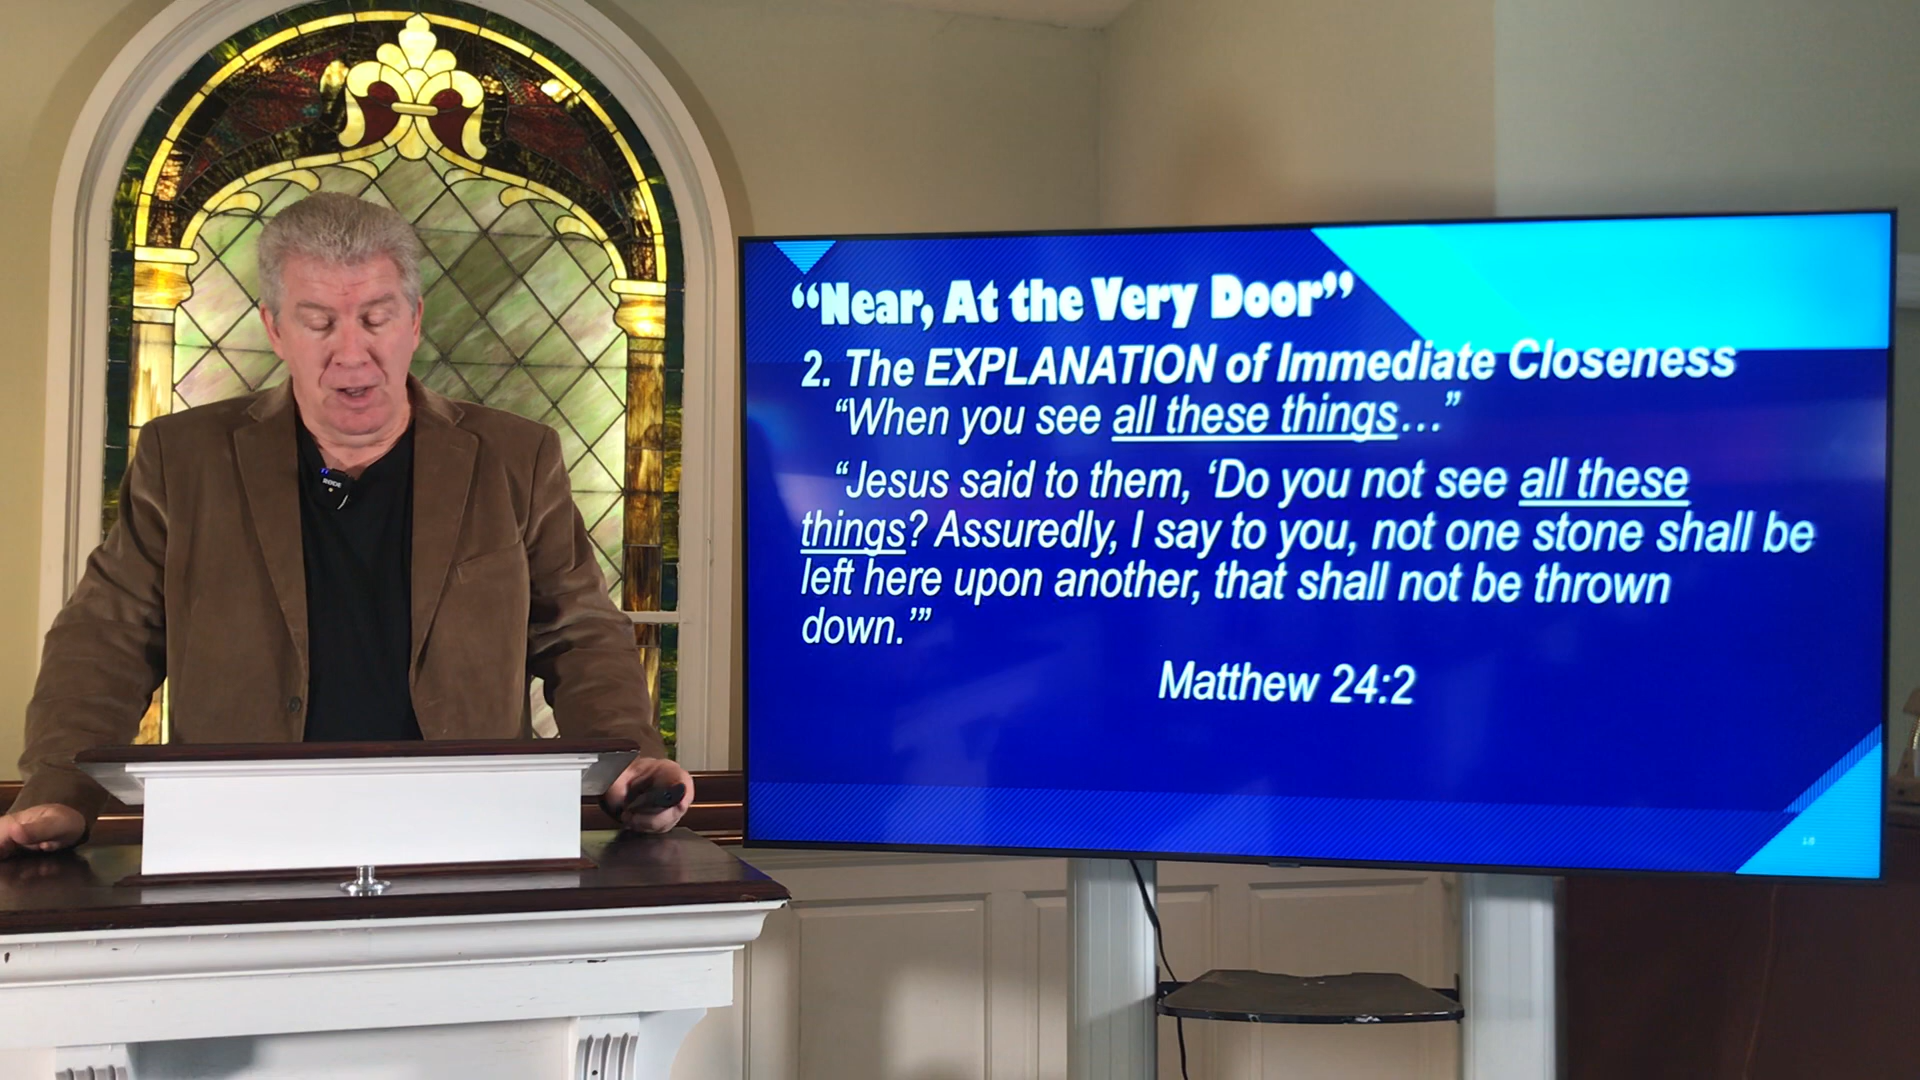 “Near, At the Very Door”
2. The EXPLANATION of Immediate Closeness
“When you see all these things…”
“Jesus said to them, ‘Do you not see all these
things? Assuredly, I say to you, not one stone shall be
left here upon another, that shall not be thrown
down.’”
Matthew 24:2